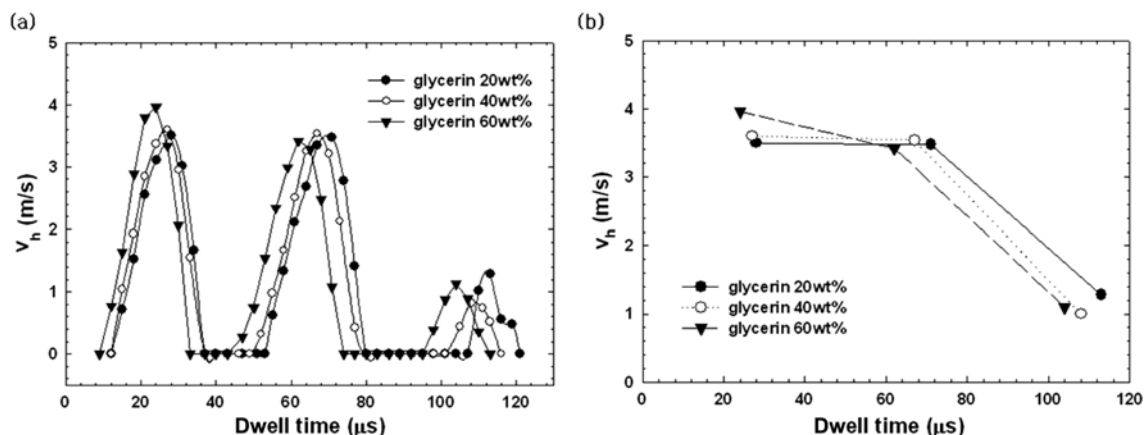 (a)
5
4
3
2
1
0
V_h (m/s)
0 20 40 60 80 100 120
Dwell time (μs)
glycerin 20wt%
glycerin 40wt%
glycerin 60wt%
(b)
5
4
3
2
1
0
V_h (m/s)
0 20 40 60 80 100 120
Dwell time (μs)
glycerin 20wt%
glycerin 40wt%
glycerin 60wt%